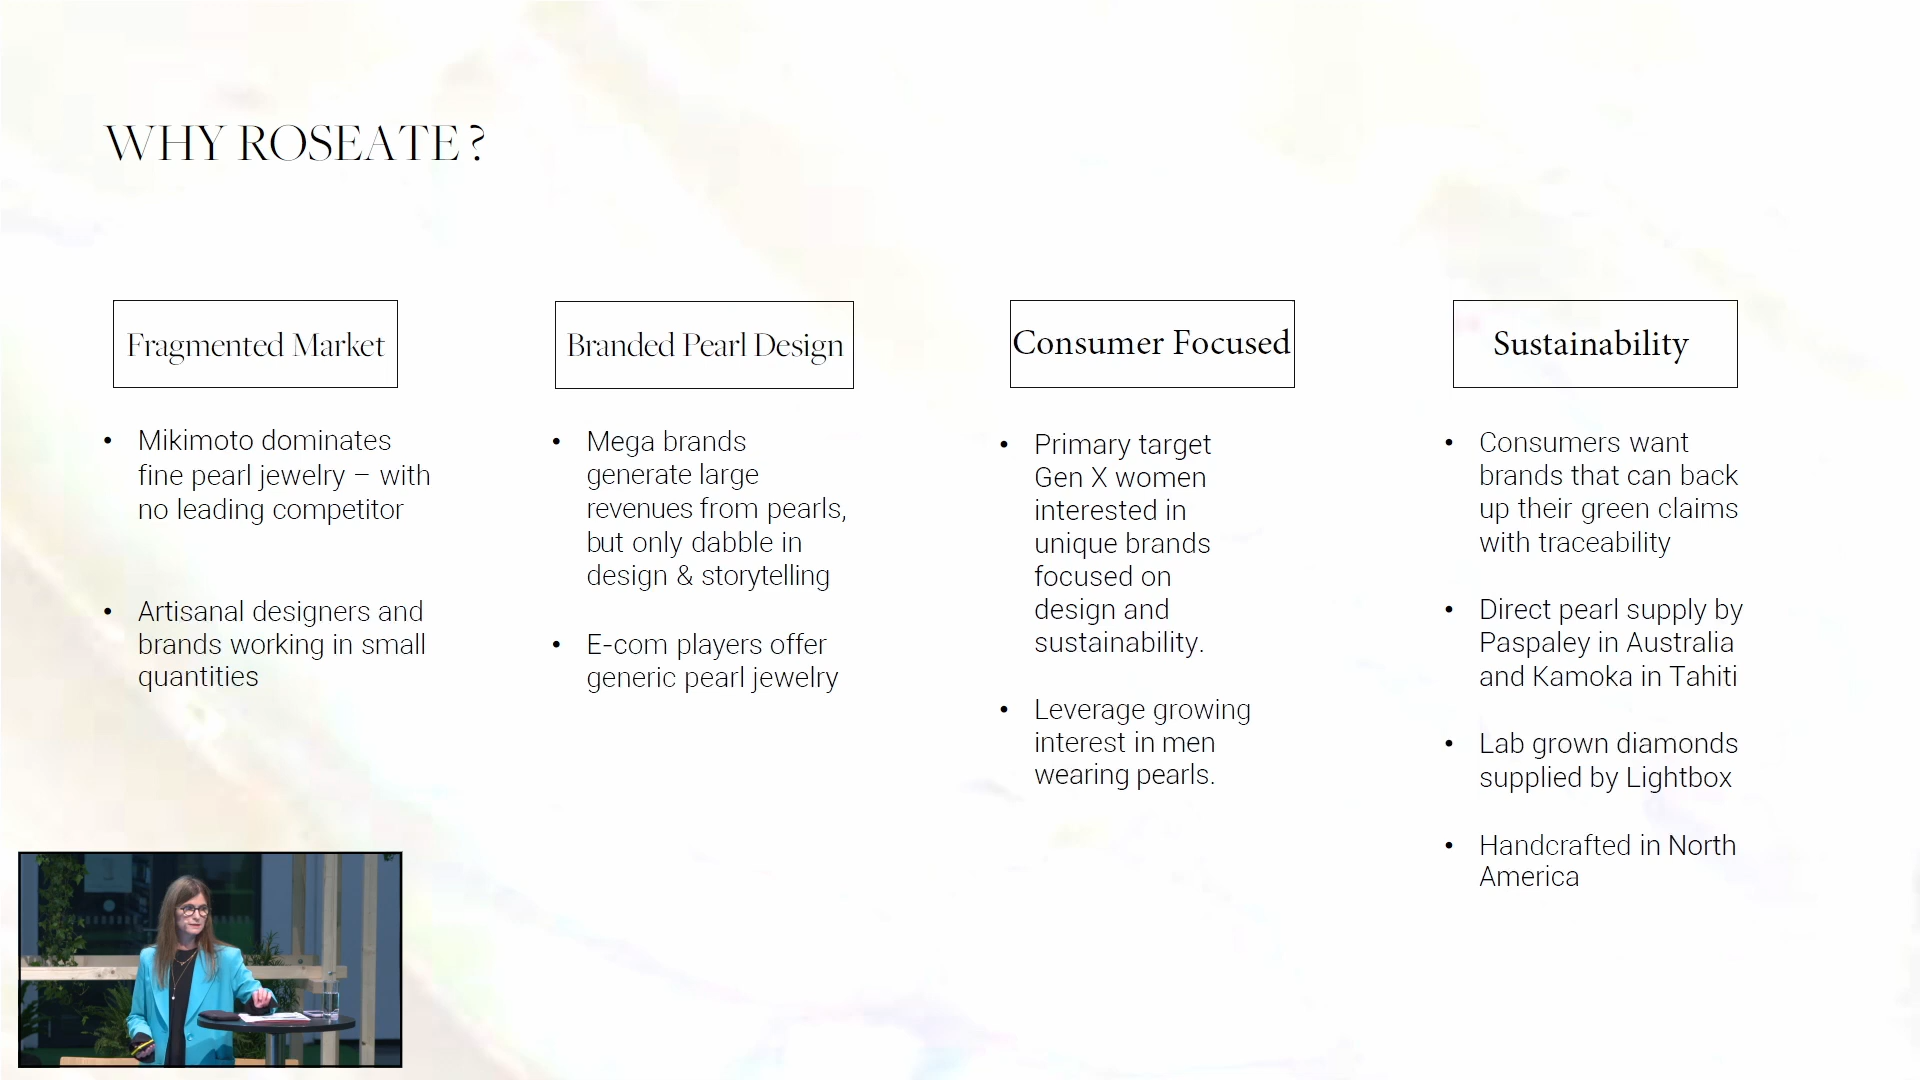 WHY ROSEATE ?
Fragmented Market
• Mikimoto dominates
fine pearl jewelry – with
no leading competitor
• Artisanal designers and
brands working in small
quantities
Branded Pearl Design
• Mega brands
generate large
revenues from pearls,
but only dabble in
design & storytelling
• E-com players offer
generic pearl jewelry
Consumer Focused
• Primary target
Gen X women
interested in
unique brands
focused on
design and
sustainability.
• Leverage growing
interest in men
wearing pearls.
Sustainability
• Consumers want
brands that can back
up their green claims
with traceability
• Direct pearl supply by
Paspaley in Australia
and Kamoka in Tahiti
• Lab grown diamonds
supplied by Lightbox
• Handcrafted in North
America